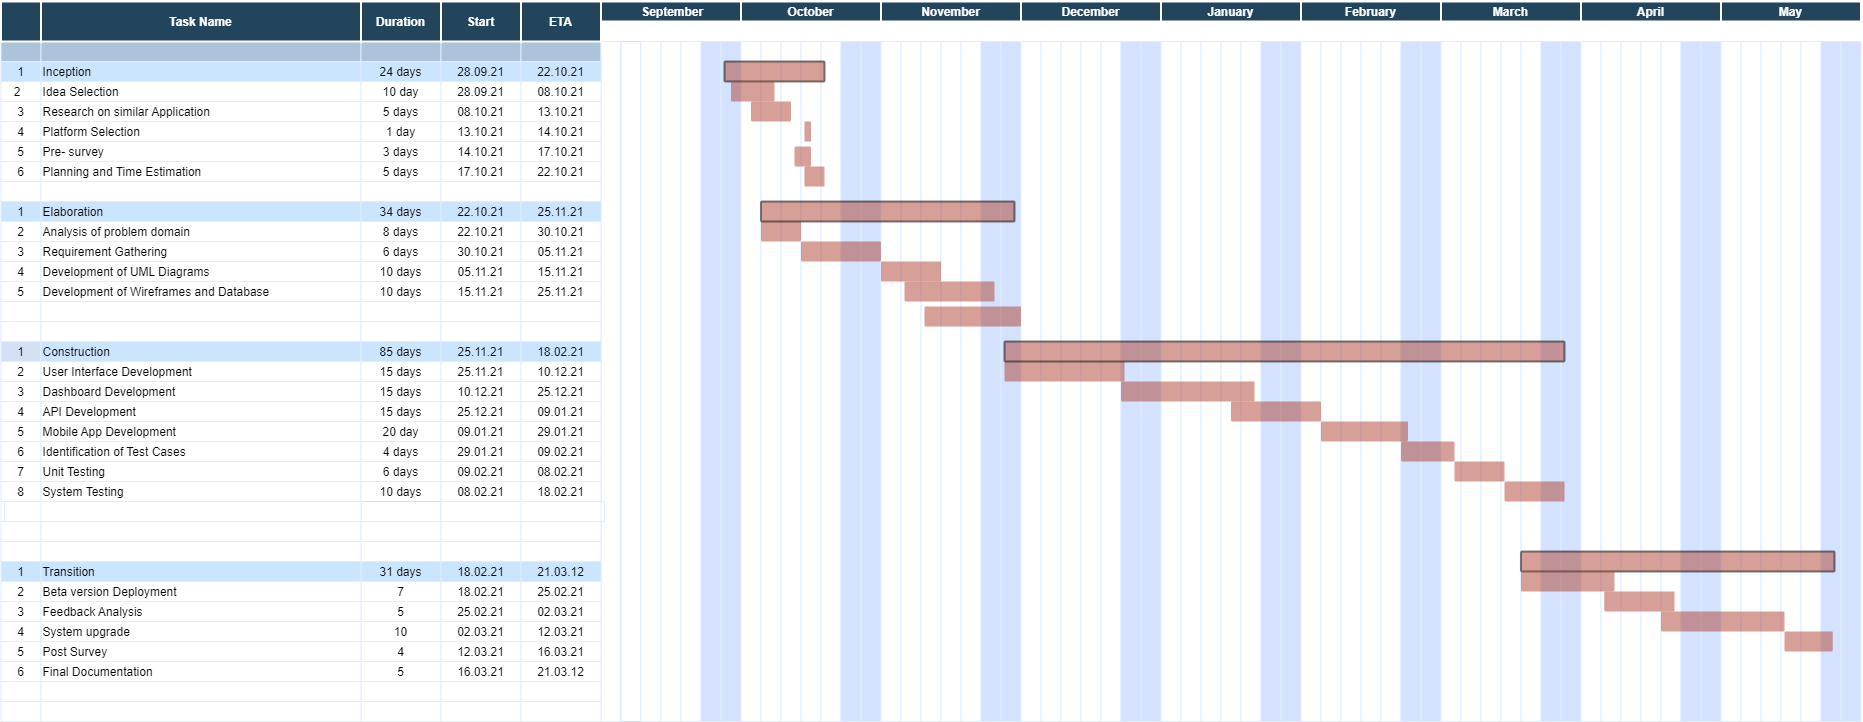 Task Name Duration Start ETA September October November December January February March April May
1 Inception 24 days 28.09.21 22.10.21
2 Idea Selection 10 day 28.09.21 08.10.21
3 Research on similar Application 5 days 08.10.21 13.10.21
4 Platform Selection 1 day 13.10.21 14.10.21
5 Pre- survey 3 days 14.10.21 17.10.21
6 Planning and Time Estimation 5 days 17.10.21 22.10.21
1 Elaboration 34 days 22.10.21 25.11.21
2 Analysis of problem domain 8 days 22.10.21 30.10.21
3 Requirement Gathering 6 days 30.10.21 05.11.21
4 Development of UML Diagrams 10 days 05.11.21 15.11.21
5 Development of Wireframes and Database 10 days 15.11.21 25.11.21
1 Construction 85 days 25.11.21 18.02.21
2 User Interface Development 15 days 25.11.21 10.12.21
3 Dashboard Development 15 days 10.12.21 25.12.21
4 API Development 15 days 25.12.21 09.01.21
5 Mobile App Development 20 day 09.01.21 29.01.21
6 Identification of Test Cases 4 days 29.01.21 09.02.21
7 Unit Testing 6 days 09.02.21 08.02.21
8 System Testing 10 days 08.02.21 18.02.21
1 Transition 31 days 18.02.21 21.03.12
2 Beta version Deployment 7 18.02.21 25.02.21
3 Feedback Analysis 5 25.02.21 02.03.21
4 System upgrade 10 02.03.21 12.03.21
5 Post Survey 4 12.03.21 16.03.21
6 Final Documentation 5 16.03.21 21.03.12